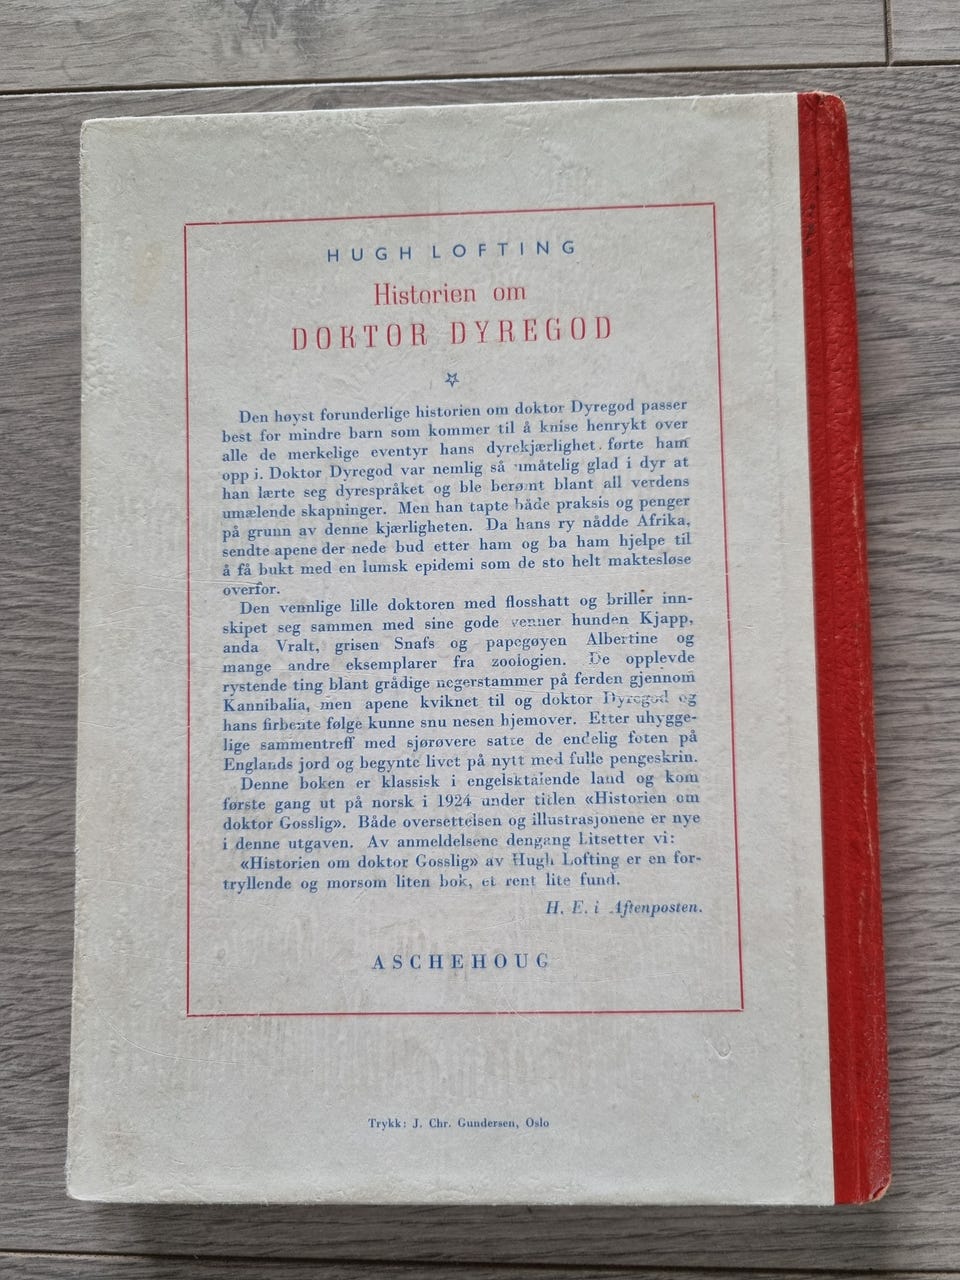 HUGH LOFTING
Historien om
DOKTOR DYREGOD
Den høyst forunderlige historien om doktor Dyregod passer
best for mindre barn som kommer til å knise henrykt over
alle de merkelige eventyr hans dyrekjærlighet førte ham
opp i. Doktor Dyregod var nemlig så umåtelig glad i dyr at
han lærte seg dyrespråket og ble berømt blant all verdens
umælende skapninger. Men han tapte både praksis og penger
på grunn av denne kjærligheten. Da hans ry nådde Afrika,
sendte apene der nede bud etter ham og ba ham hjelpe til
å få bukt med en lumsk epidemi som de sto helt maktesløse
overfor.
Den vennlige lille doktoren med flosshatt og briller inn-
skipet seg sammen med sine gode venner hunden Kjapp,
anda Vralt, grisen Snafs og papegøyen Albertine og
mange andre eksemplarer fra zoologien. De opplevde
rystende ting blant grådige negerstammer på ferden gjennom
Kannibalia, men apene kviknet til og doktor Dyregod og
hans firbente følge kunne snu nesen hjemover. Etter uhygge-
lige sammentreff med sjørøvere satte de endelig foten på
Englands jord og begynte livet på nytt med fulle pengeskrin.
Denne boken er klassisk i engelsktalende land og kom
første gang ut på norsk i 1924 under titlen «Historien om
doktor Gosslig». Både oversettelsen og illustrasjonene er nye
i denne utgaven. Av anmeldelsene dengang Litsetter vi:
«Historien om doktor Gosslig» av Hugh Lofting er en for-
tryllende og morsom liten bok, et rent lite fund.
H. E. i Aftenposten.
ASCHEHOUG
Trykk: J. Chr. Gundersen, Oslo